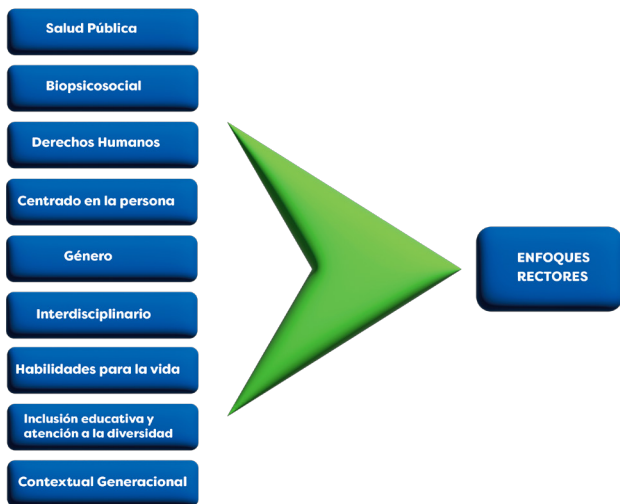 Salud Pública
Biopsicosocial
Derechos Humanos
Centrado en la persona
Género
Interdisciplinario
Habilidades para la vida
Inclusión educativa y
atención a la diversidad
Contextual Generacional
ENFOQUES
RECTORES